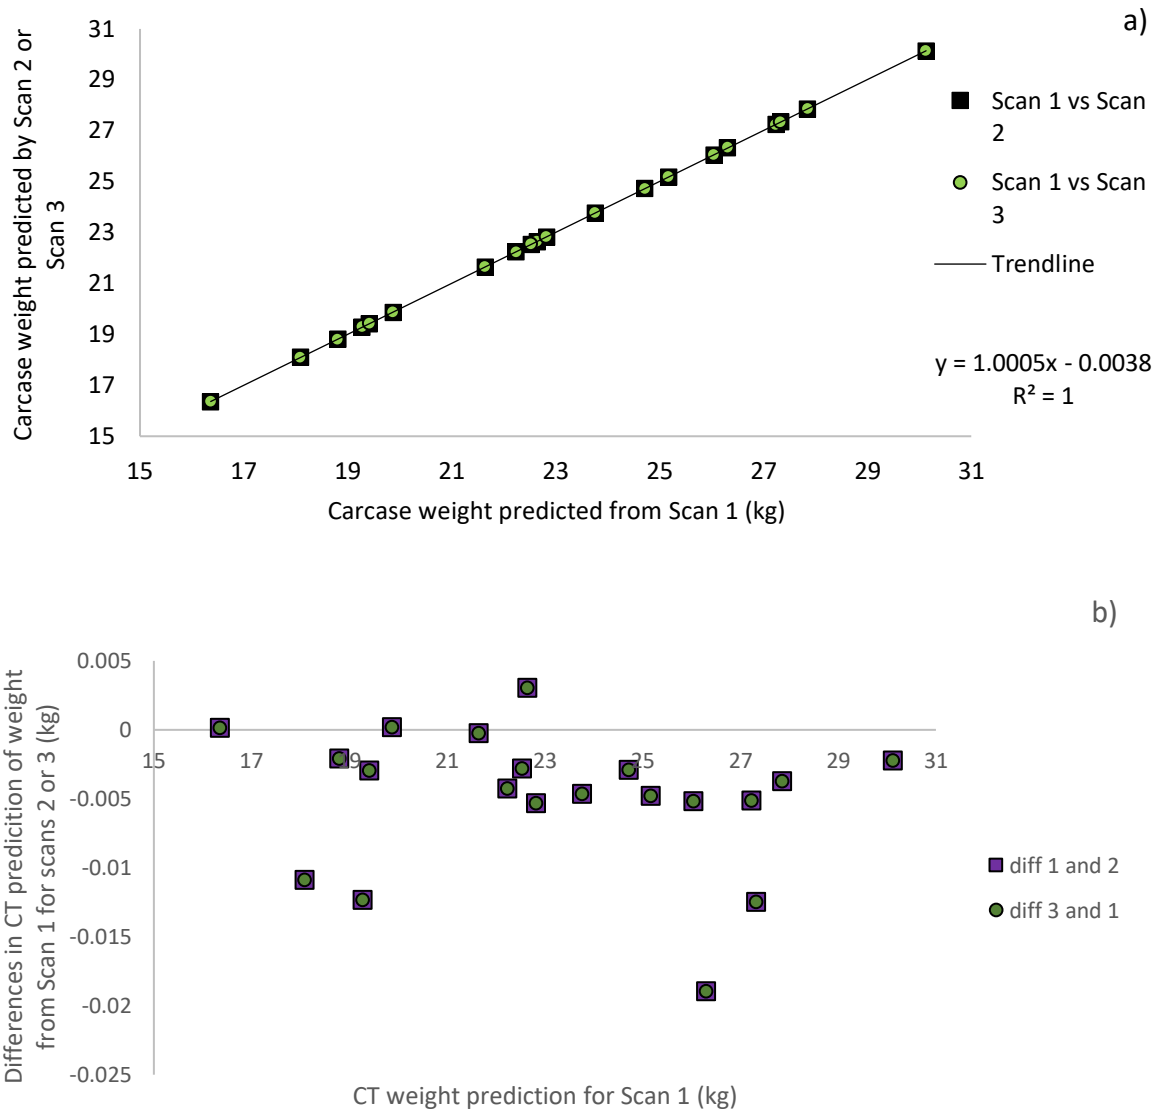 a)
Carcase weight predicted by Scan 2 or
Scan 3
31
29
27
25
23
21
19
17
15
15 17 19 21 23 25 27 29 31
Carcase weight predicted from Scan 1 (kg)
Scan 1 vs Scan
2
Scan 1 vs Scan
3
Trendline
y = 1.0005x - 0.0038
R² = 1
b)
Differences in CT predicition of weight
from Scan 1 for scans 2 or 3 (kg)
0.005
0
-0.005
-0.01
-0.015
-0.02
-0.025
15 17 19 21 23 25 27 29 31
CT weight prediction for Scan 1 (kg)
diff 1 and 2
diff 3 and 1